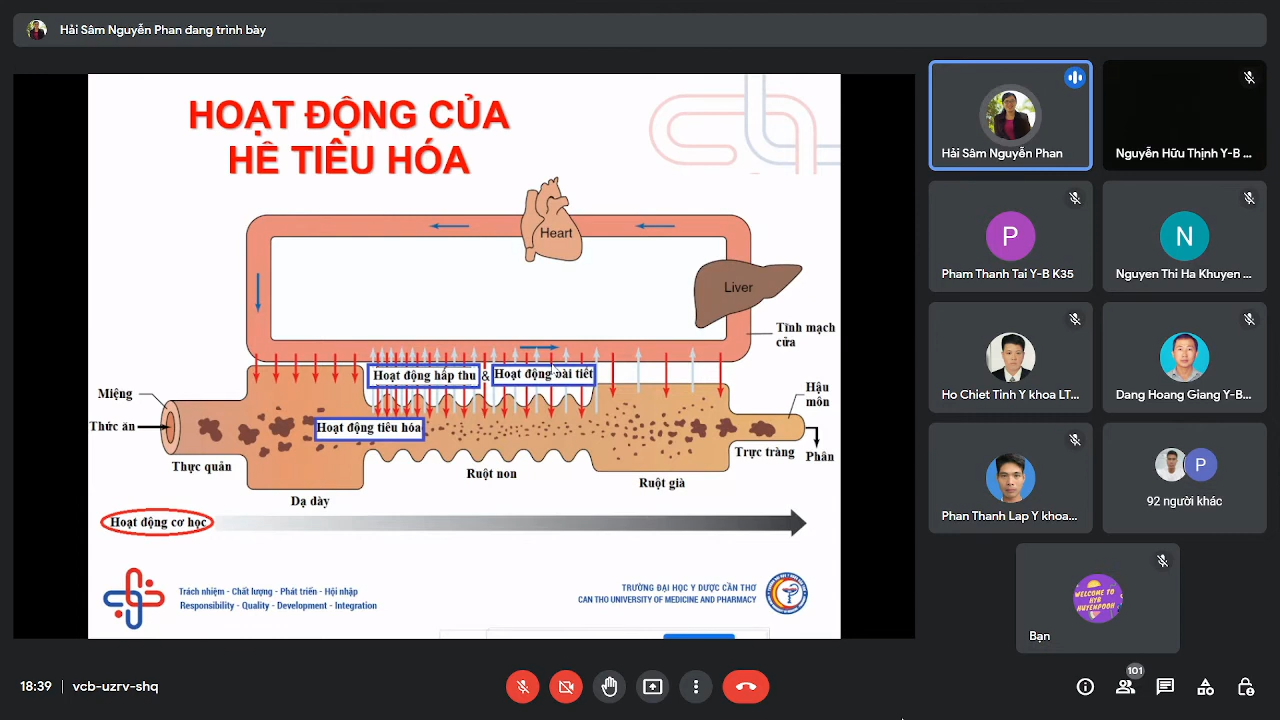 Hải Sâm Nguyễn Phan đang trình bày
HOẠT ĐỘNG CỦA
HỆ TIÊU HÓA
Heart
Liver
Tĩnh mạch
cửa
Hoạt động hấp thu & Hoạt động bài tiết
Miệng
Hậu
môn
Thức ăn
Hoạt động tiêu hóa
Thực quản
Ruột non
Trực tràng
Phân
Ruột già
Dạ dày
Hoạt động cơ học
Trách nhiệm - Chất lượng - Phát triển - Hội nhập
Responsibility - Quality - Development - Integration
TRƯỜNG ĐẠI HỌC Y DƯỢC CẦN THƠ
CAN THO UNIVERSITY OF MEDICINE AND PHARMACY
Hải Sâm Nguyễn Phan
Nguyễn Hữu Thịnh Y-B ...
P
Pham Thanh Tai Y-B K35
N
Nguyen Thi Ha Khuyen ...
Ho Chiet Tinh Y khoa LT...
Dang Hoang Giang Y-B...
Phan Thanh Lap Y khoa...
P
92 người khác
WELCOME TO
HYB
HUYENPOOH
Bạn
18:39 | vcb-uzrv-shq
101